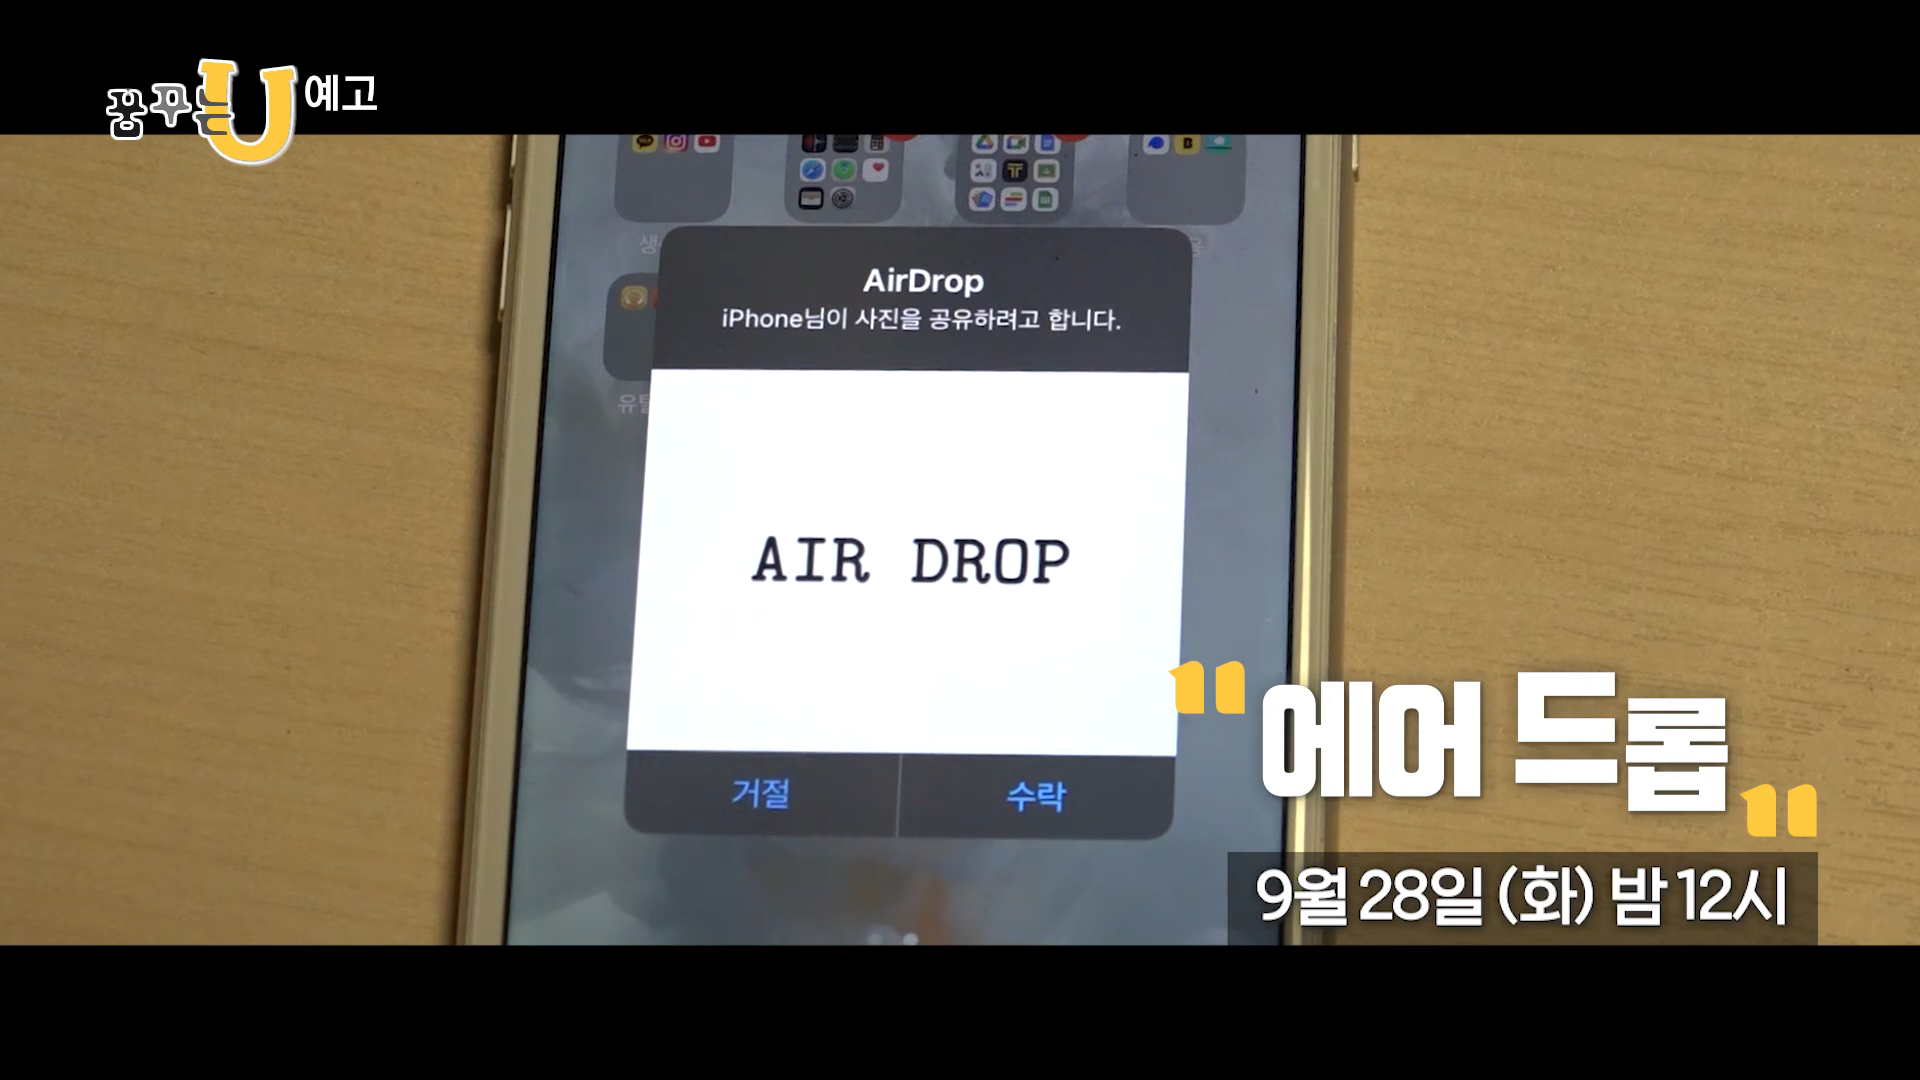 꿈꾸는 U 예고
AirDrop
iPhone님이 사진을 공유하려고 합니다.
AIR DROP
거절
수락
"에어 드롭"
9월 28일 (화) 밤 12시